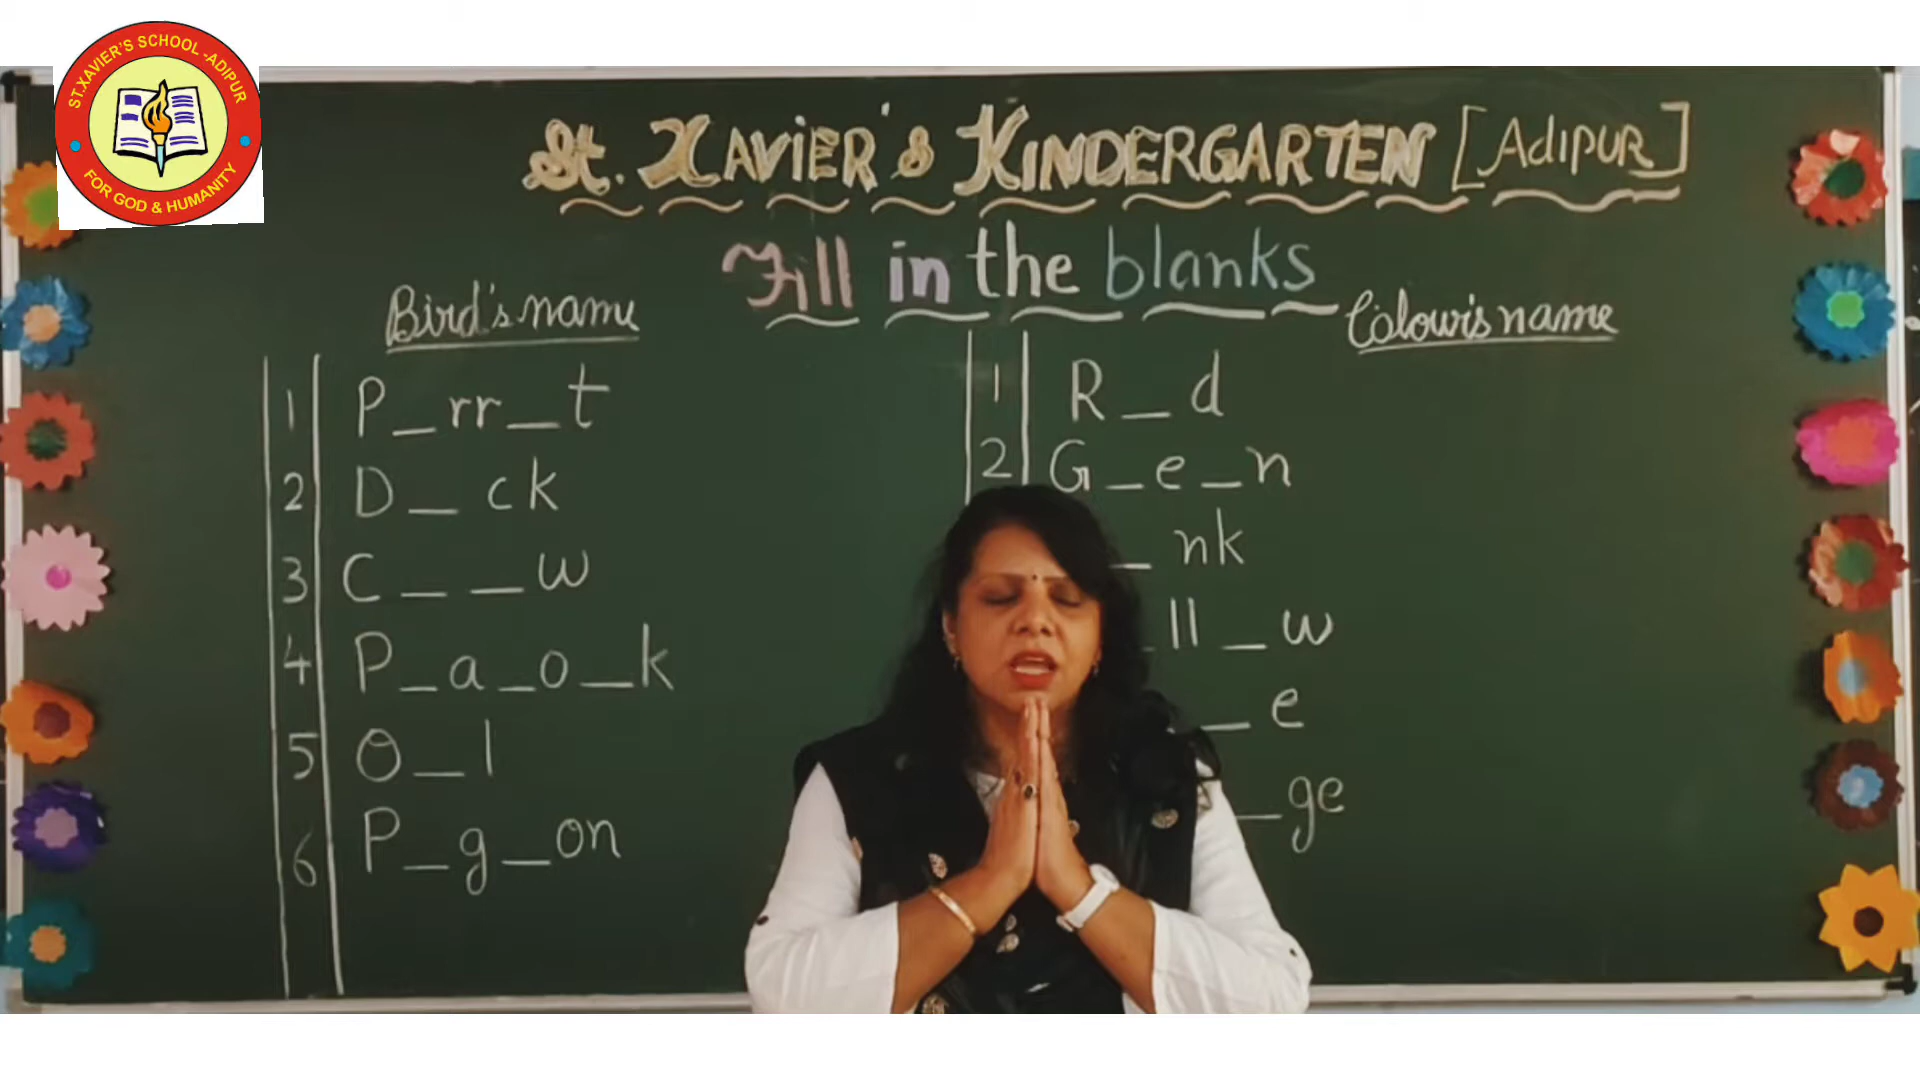 ST.XAVIER'S SCHOOL -ADIPUR
FOR GOD & HUMANITY
St. XAViER's KiNDERGARTEN [AdiPUR]
Fill in the blanks
Bird's name
1 P_rr_t
2 D_ck
3 C_ _w
4 P_a_o_k
5 O_l
6 P_g_on
Colour's name
1 R_d
2 G_e_n
_nk
_ll_w
_e
_ge